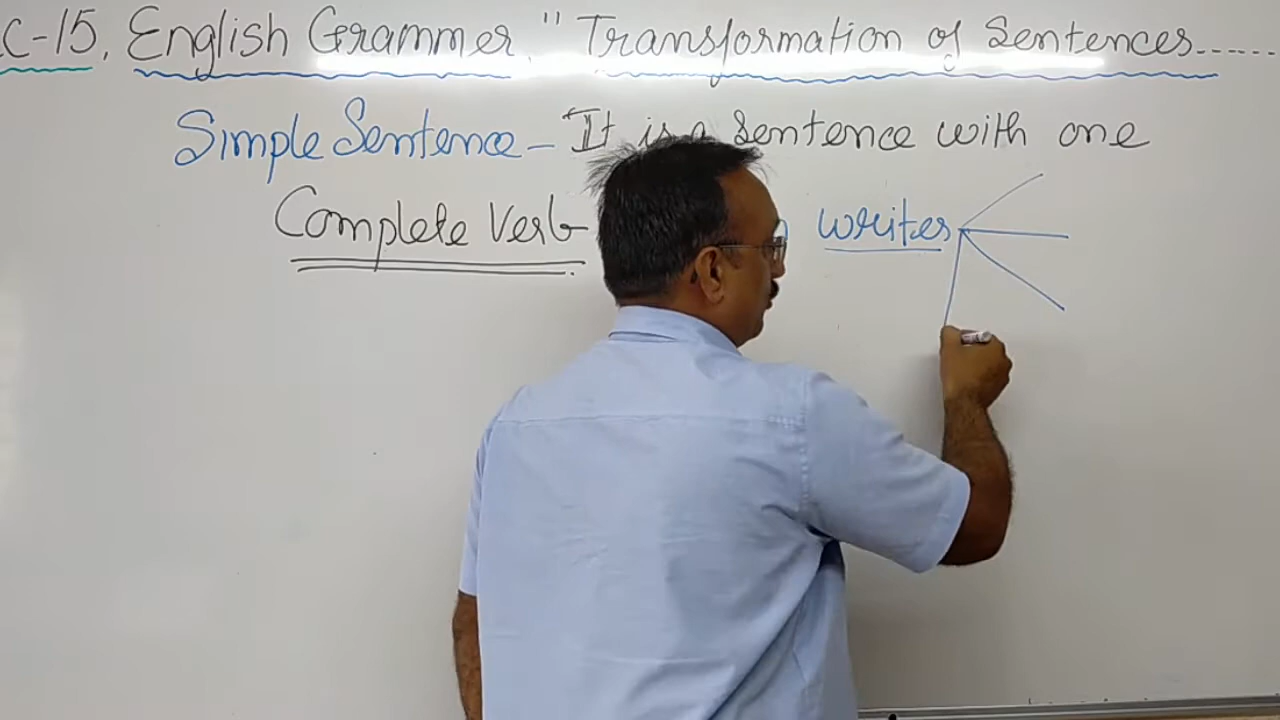 C-15, English Grammer, "Transformation of Sentences......
Simple Sentence - It is a Sentence with one
Complete Verb writes